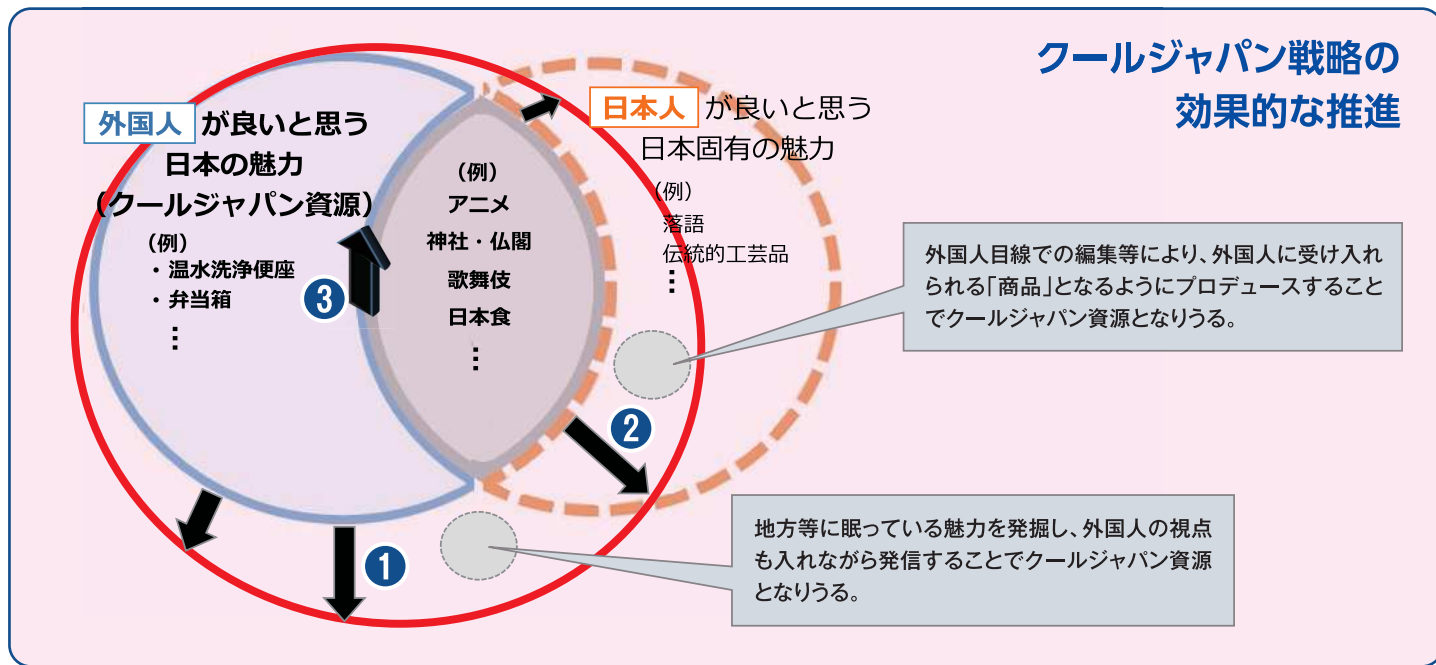 クールジャパン戦略の
効果的な推進
外国人 が良いと思う
日本の魅力
（クールジャパン資源）
（例）
・温水洗浄便座
・弁当箱
…
（例）
アニメ
神社・仏閣
歌舞伎
日本食
…
日本人 が良いと思う
日本固有の魅力
（例）
落語
伝統的工芸品
…
外国人目線での編集等により、外国人に受け入れ
られる「商品」となるようにプロデュースすること
でクールジャパン資源となりうる。
3
2
1
地方等に眠っている魅力を発掘し、外国人の視点
も入れながら発信することでクールジャパン資源
となりうる。